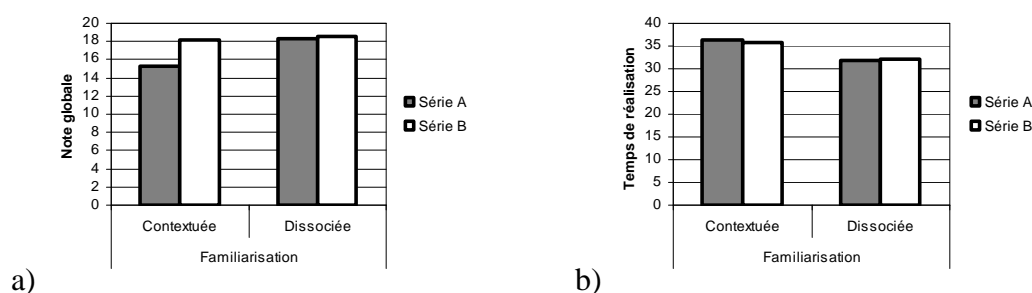 20
18
16
14
12
10
8
6
4
2
0
Note globale
Contextuée
Dissociée
Familiarisation
Série A
Série B
a)
40
35
30
25
20
15
10
5
0
Temps de réalisation
Contextuée
Dissociée
Familiarisation
Série A
Série B
b)